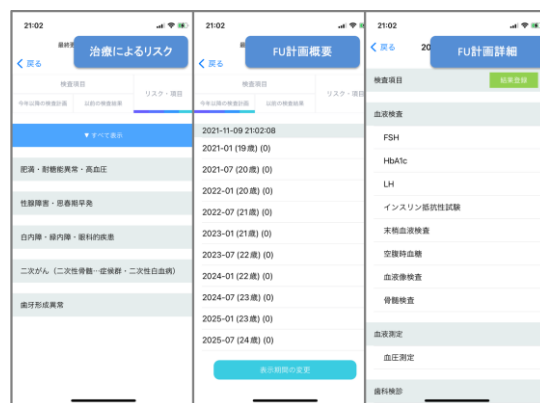 21:02
最終
治療によるリスク
戻る
検査項目
リスク・項目
今年以降の検査計画
以前の検査結果
▼すべて表示
肥満・耐糖能異常・高血圧
性腺障害・思春期早発
白内障・緑内障・眼科的疾患
二次がん（二次性骨髄…症候群・二次性白血病）
歯牙形成異常
21:02
FU計画概要
戻る
検査項目
リスク・項目
今年以降の検査計画
以前の検査結果
2021-11-09 21:02:08
2021-01 (19歳) (0)
2021-07 (20歳) (0)
2022-01 (20歳) (0)
2022-07 (21歳) (0)
2023-01 (21歳) (0)
2023-07 (22歳) (0)
2024-01 (22歳) (0)
2024-07 (23歳) (0)
2025-01 (23歳) (0)
2025-07 (24歳) (0)
表示期間の変更
21:02
戻る
20
FU計画詳細
検査項目
結果登録
血液検査
FSH
HbA1c
LH
インスリン抵抗性試験
末梢血液検査
空腹時血糖
血液像検査
骨髄検査
血液測定
血圧測定
歯科検診